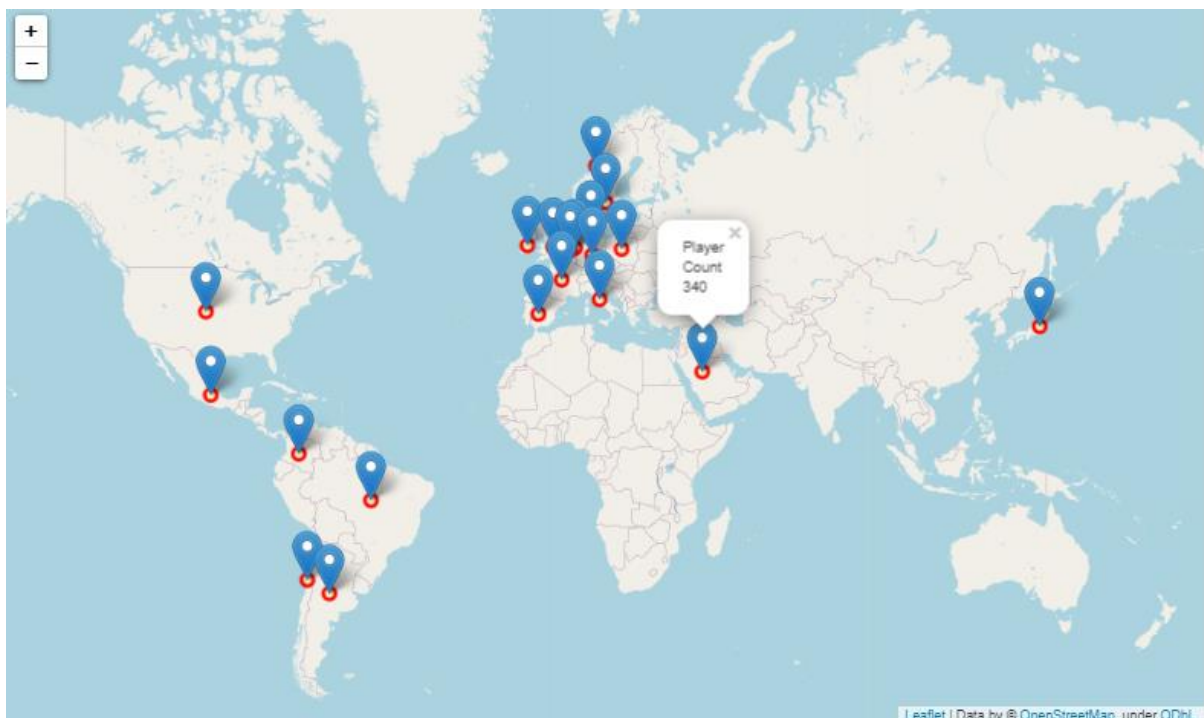 +
−
×
Player
Count
340
Leaflet | Data by © OpenStreetMap, under ODbL